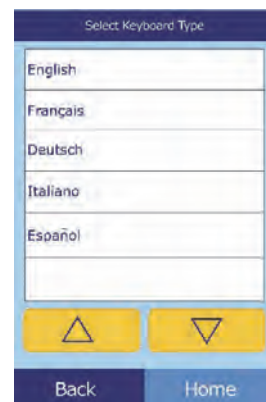 Select Keyboard Type
English
Français
Deutsch
Italiano
Español
Back Home